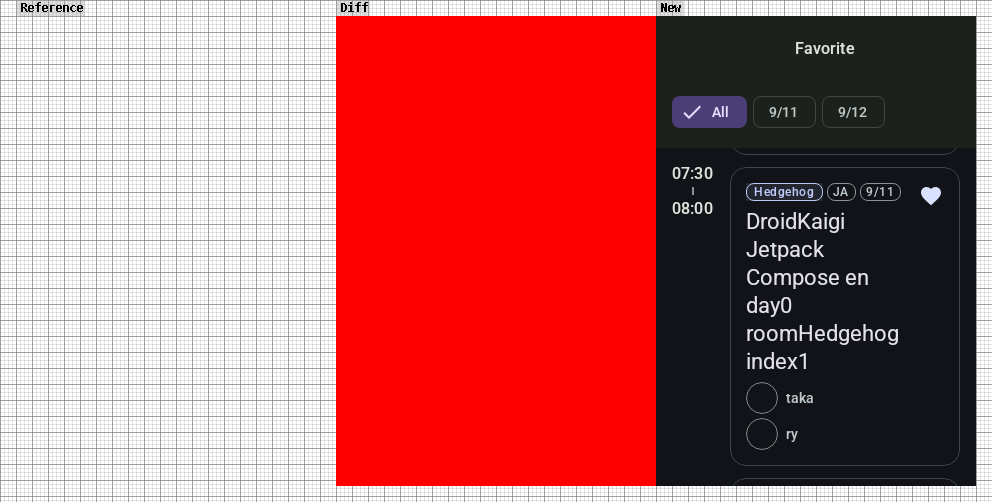 Reference
Diff
New
Favorite
All
9/11
9/12
07:30
08:00
Hedgehog
JA
9/11
DroidKaigi
Jetpack
Compose en
day0
roomHedgehog
index1
taka
ry